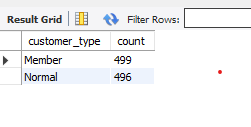 Result Grid Filter Rows:
customer_type count
Member 499
Normal 496